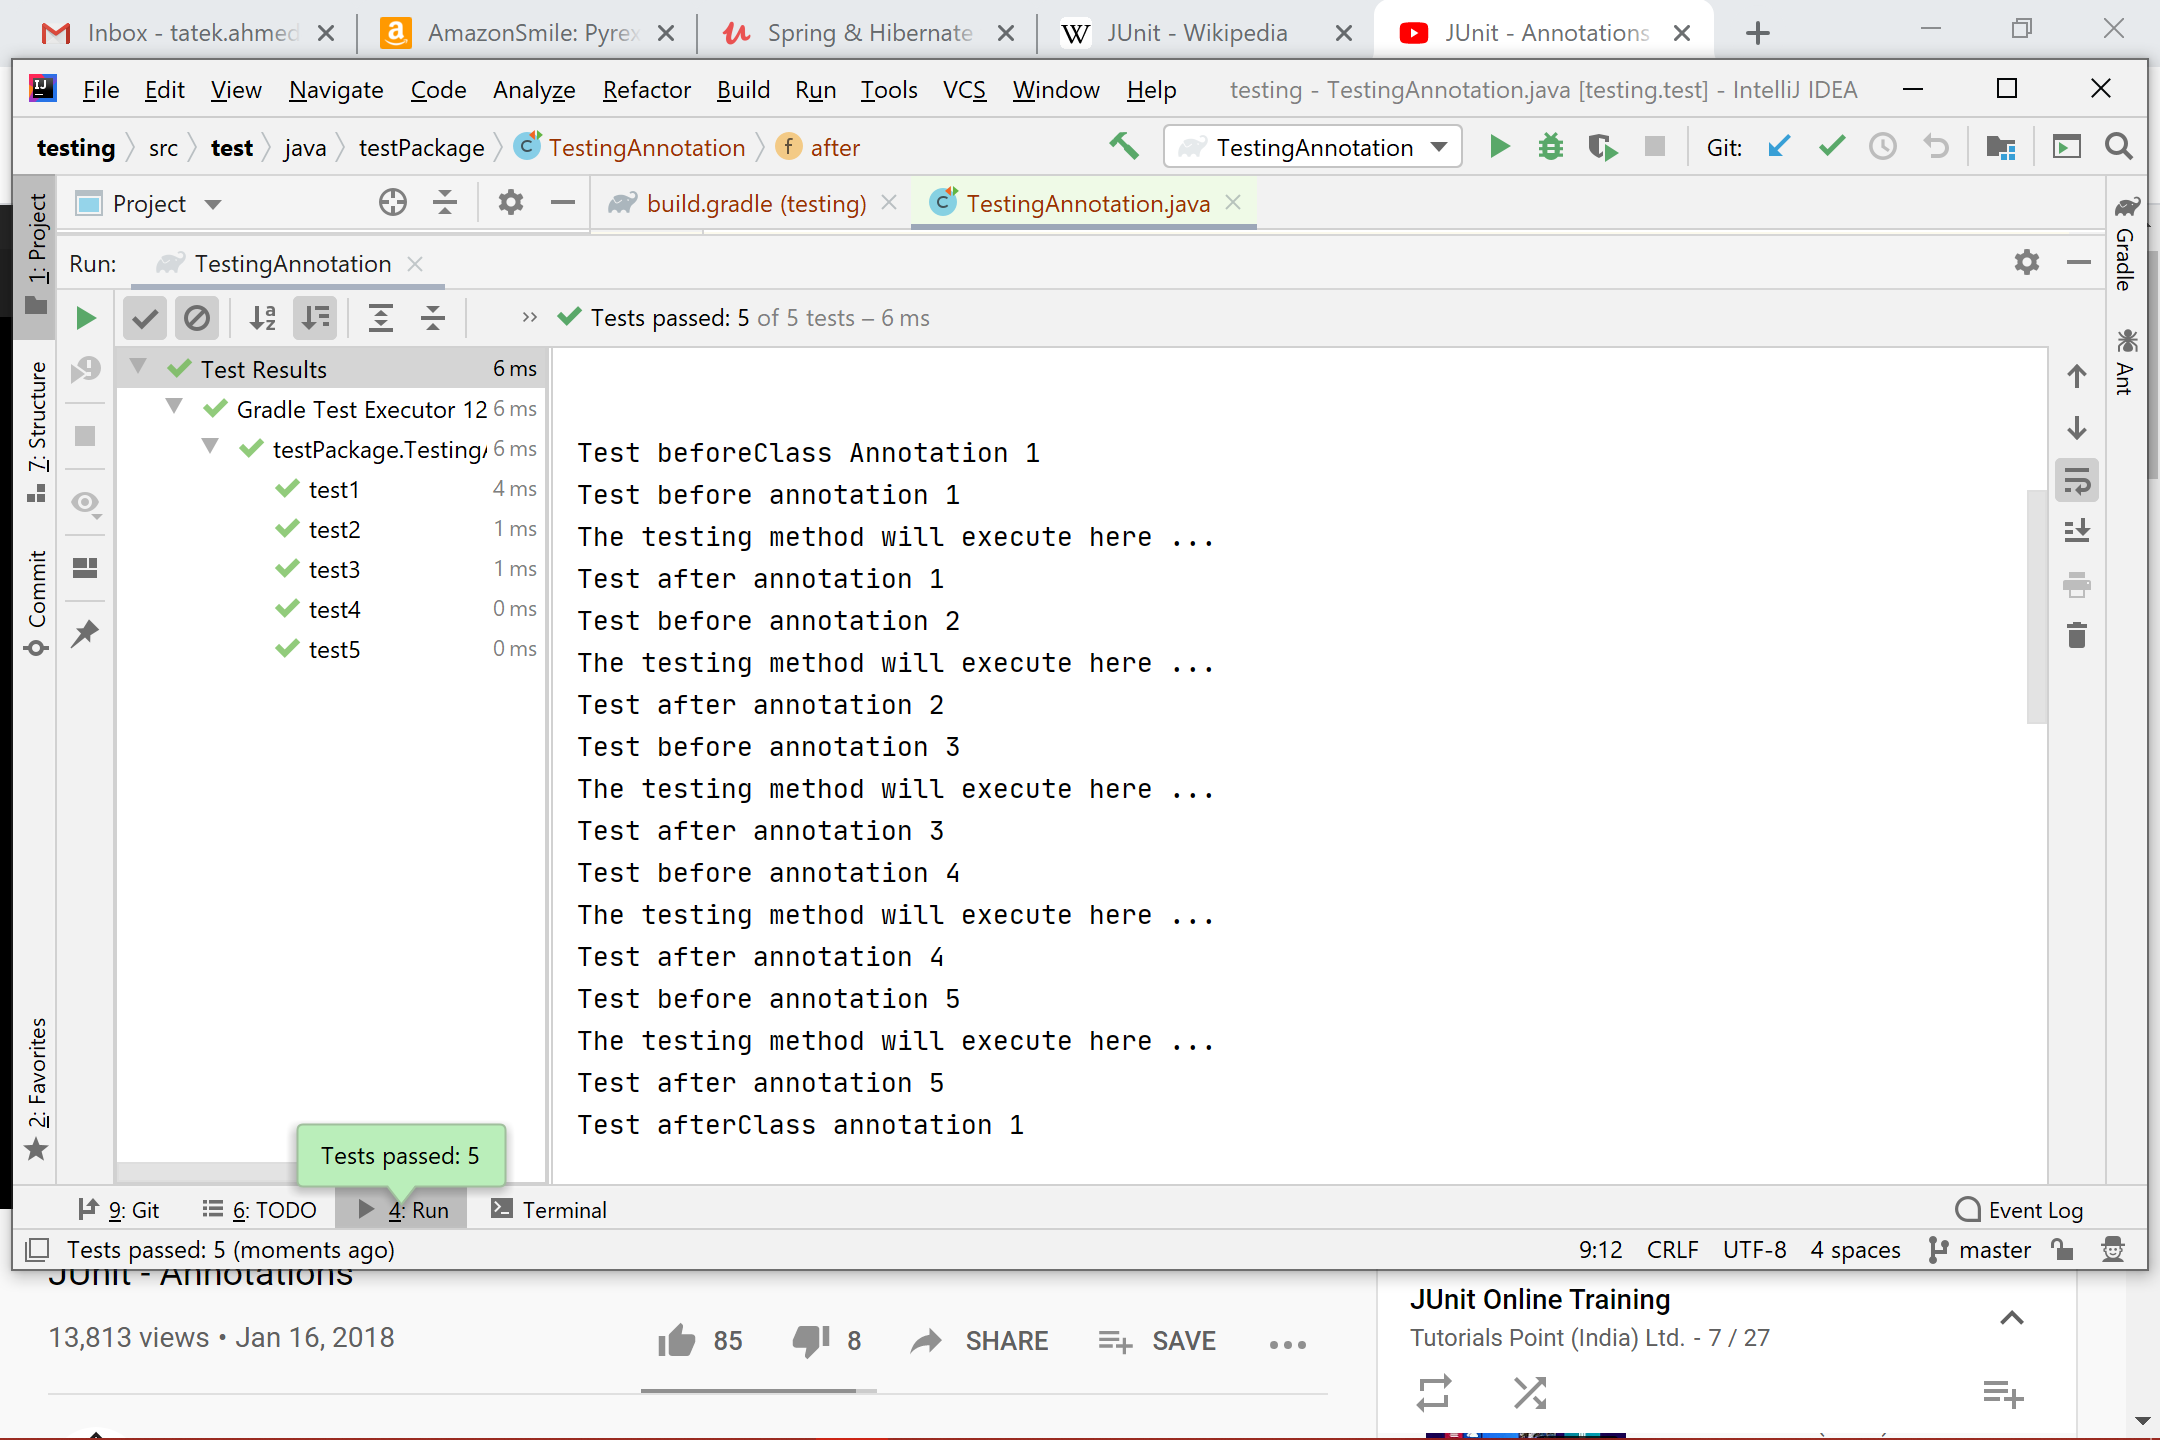 Inbox - tatek.ahmed
AmazonSmile: Pyrex
Spring & Hibernate
JUnit - Wikipedia
JUnit - Annotations
File Edit View Navigate Code Analyze Refactor Build Run Tools VCS Window Help testing - TestingAnnotation.java [testing.test] - IntelliJ IDEA
testing src test java testPackage TestingAnnotation after TestingAnnotation Git:
Project build.gradle (testing) TestingAnnotation.java
1: Project
7: Structure
Commit
2: Favorites
Gradle
Ant
Run: TestingAnnotation
Tests passed: 5 of 5 tests – 6 ms
Test Results 6 ms
Gradle Test Executor 12 6 ms
testPackage.Testing 6 ms
test1 4 ms
test2 1 ms
test3 1 ms
test4 0 ms
test5 0 ms
Test beforeClass Annotation 1
Test before annotation 1
The testing method will execute here ...
Test after annotation 1
Test before annotation 2
The testing method will execute here ...
Test after annotation 2
Test before annotation 3
The testing method will execute here ...
Test after annotation 3
Test before annotation 4
The testing method will execute here ...
Test after annotation 4
Test before annotation 5
The testing method will execute here ...
Test after annotation 5
Test afterClass annotation 1
Tests passed: 5
9: Git 6: TODO 4: Run Terminal Event Log
Tests passed: 5 (moments ago) 9:12 CRLF UTF-8 4 spaces master
JUnit - Annotations
13,813 views • Jan 16, 2018
85 8 SHARE SAVE
JUnit Online Training
Tutorials Point (India) Ltd. - 7 / 27